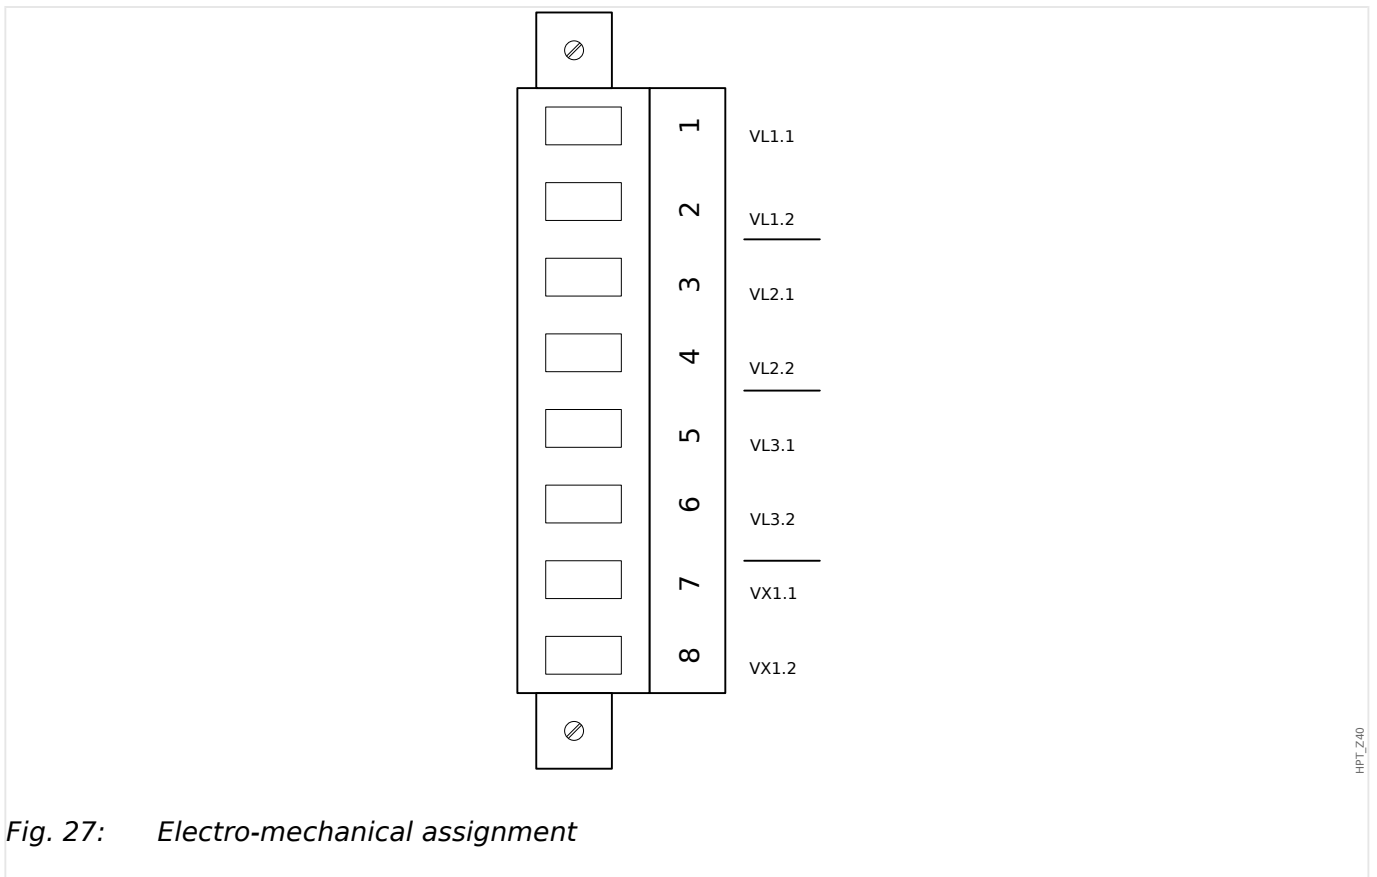 1 VL1.1
2 VL1.2
3 VL2.1
4 VL2.2
5 VL3.1
6 VL3.2
7 VX1.1
8 VX1.2
HPT_Z40
Fig. 27: Electro-mechanical assignment